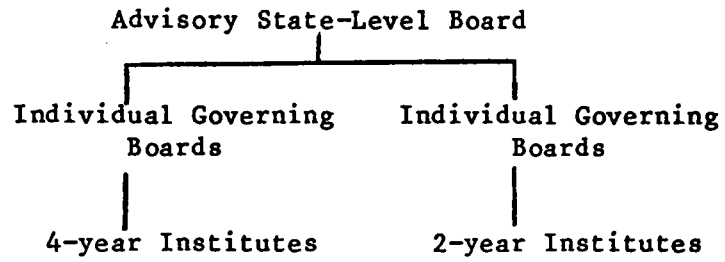 Advisory State-Level Board
Individual Governing Boards
Individual Governing Boards
4-year Institutes
2-year Institutes